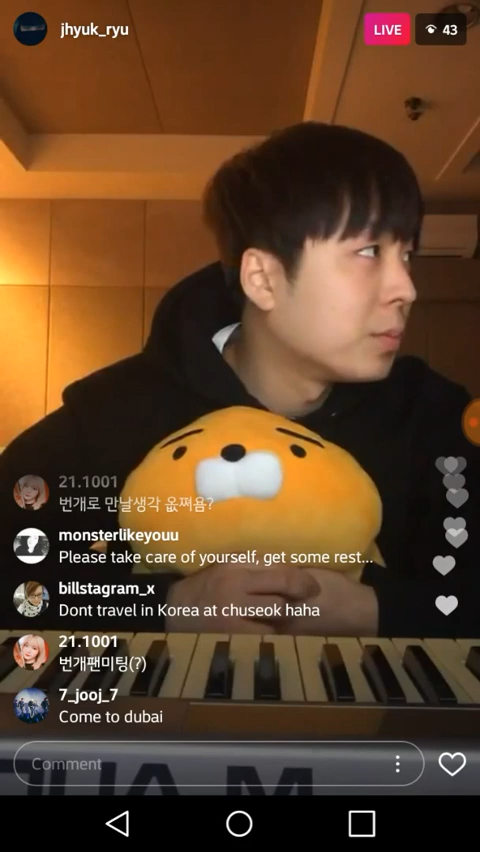 jhyuk_ryu
LIVE
43
21.1001
번개로 만날생각 옶쪄욤?
monsterlikeyouu
Please take care of yourself, get some rest...
billstagram_x
Dont travel in Korea at chuseok haha
21.1001
번개팬미팅(?)
7_jooj_7
Come to dubai
Comment